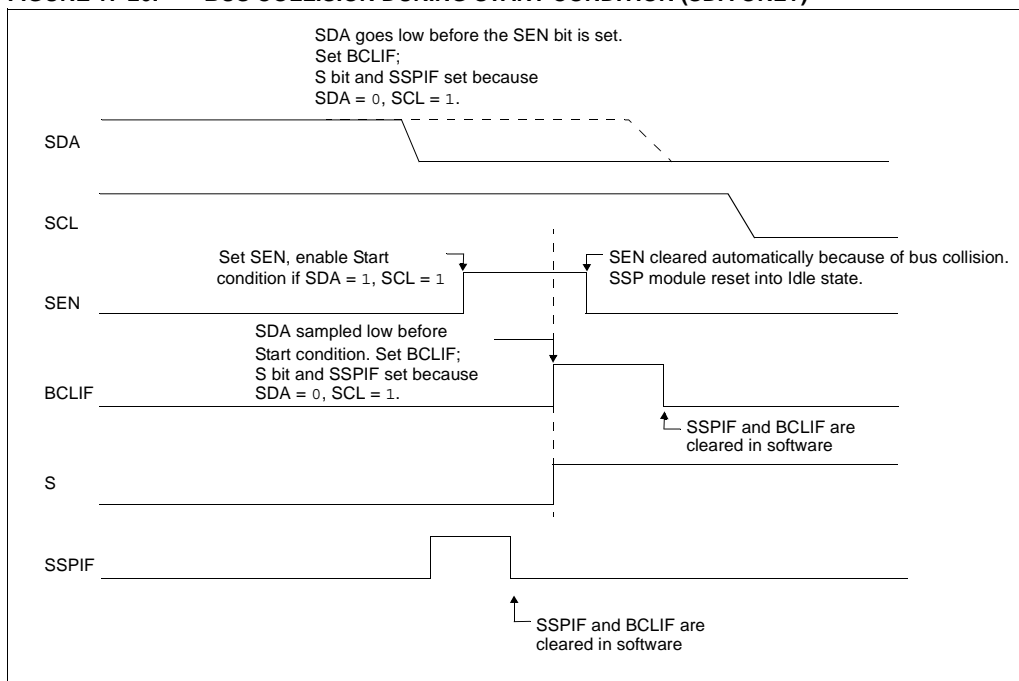 SDA goes low before the SEN bit is set.
Set BCLIF;
S bit and SSPIF set because
SDA = 0, SCL = 1.
SDA
SCL
Set SEN, enable Start
condition if SDA = 1, SCL = 1
SEN cleared automatically because of bus collision.
SSP module reset into Idle state.
SEN
SDA sampled low before
Start condition. Set BCLIF;
S bit and SSPIF set because
SDA = 0, SCL = 1.
BCLIF
SSPIF and BCLIF are
cleared in software
S
SSPIF
SSPIF and BCLIF are
cleared in software